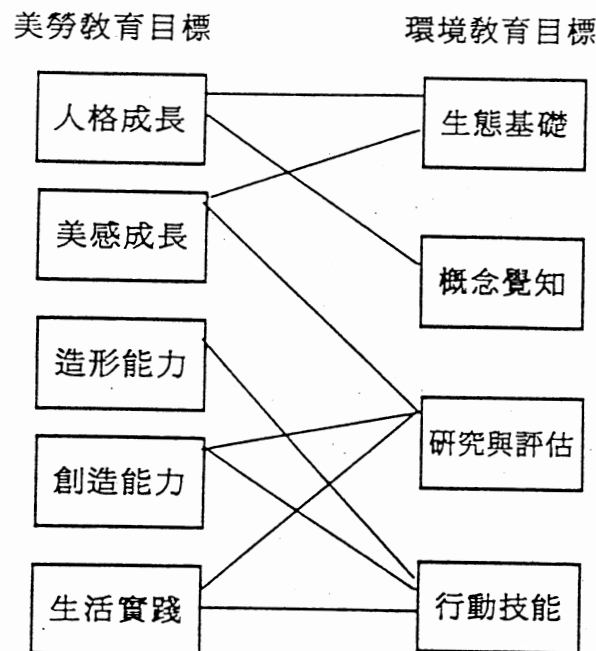 美勞教育目標
環境教育目標
人格成長
生態基礎
美感成長
概念覺知
造形能力
研究與評估
創造能力
生活實踐
行動技能